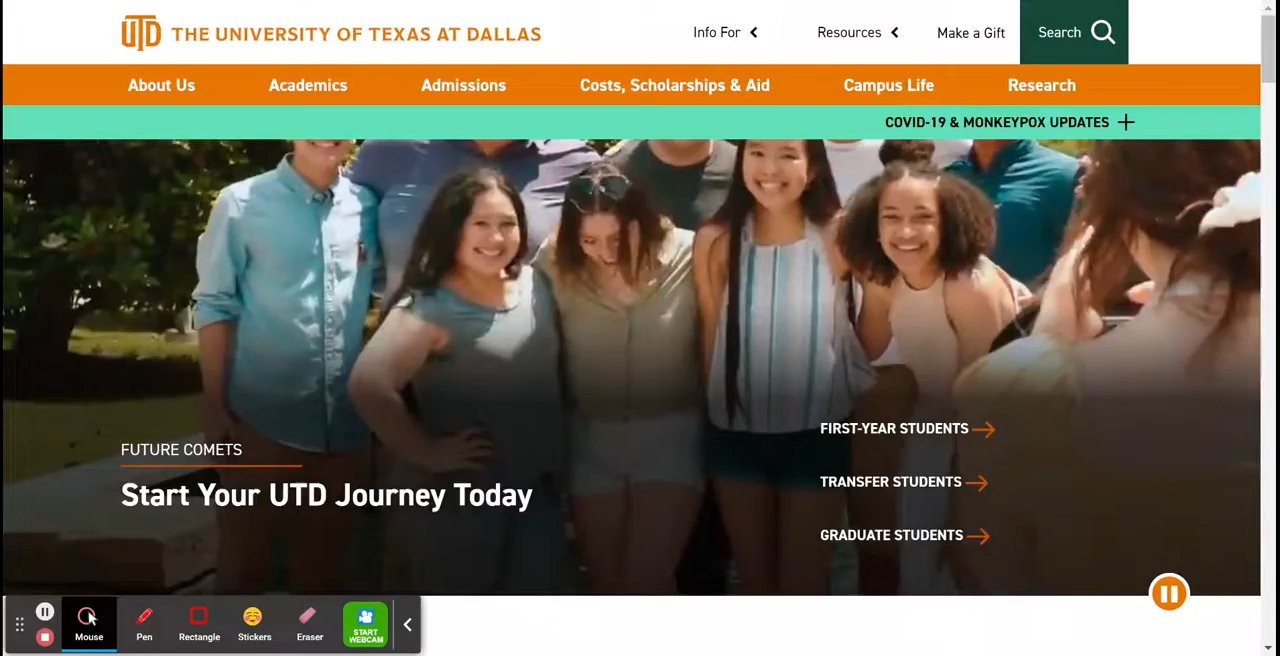 UTD THE UNIVERSITY OF TEXAS AT DALLAS
Info For
Resources
Make a Gift
Search
About Us
Academics
Admissions
Costs, Scholarships & Aid
Campus Life
Research
COVID-19 & MONKEYPOX UPDATES
FUTURE COMETS
Start Your UTD Journey Today
FIRST-YEAR STUDENTS
TRANSFER STUDENTS
GRADUATE STUDENTS
Mouse
Pen
Rectangle
Stickers
Eraser
START
WEBCAM